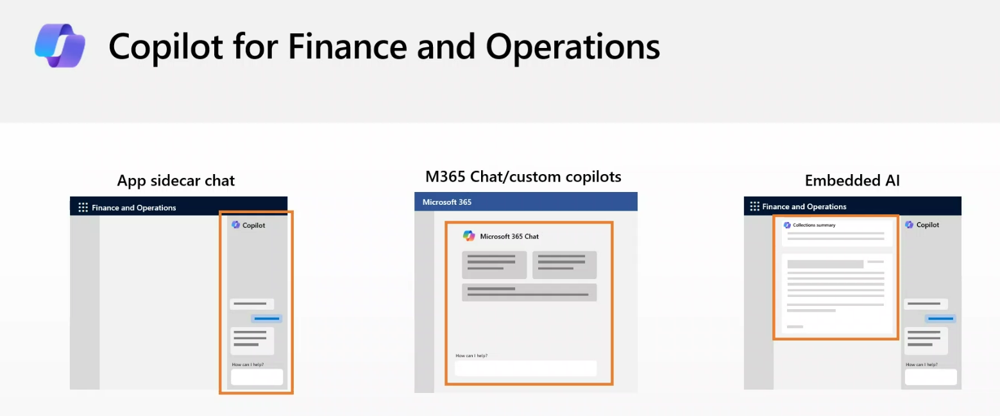 Copilot for Finance and Operations
App sidecar chat
Finance and Operations
Copilot
How can I help?
M365 Chat/custom copilots
Microsoft 365
Microsoft 365 Chat
How can I help?
Embedded AI
Finance and Operations
Collections summary
Copilot
How can I help?